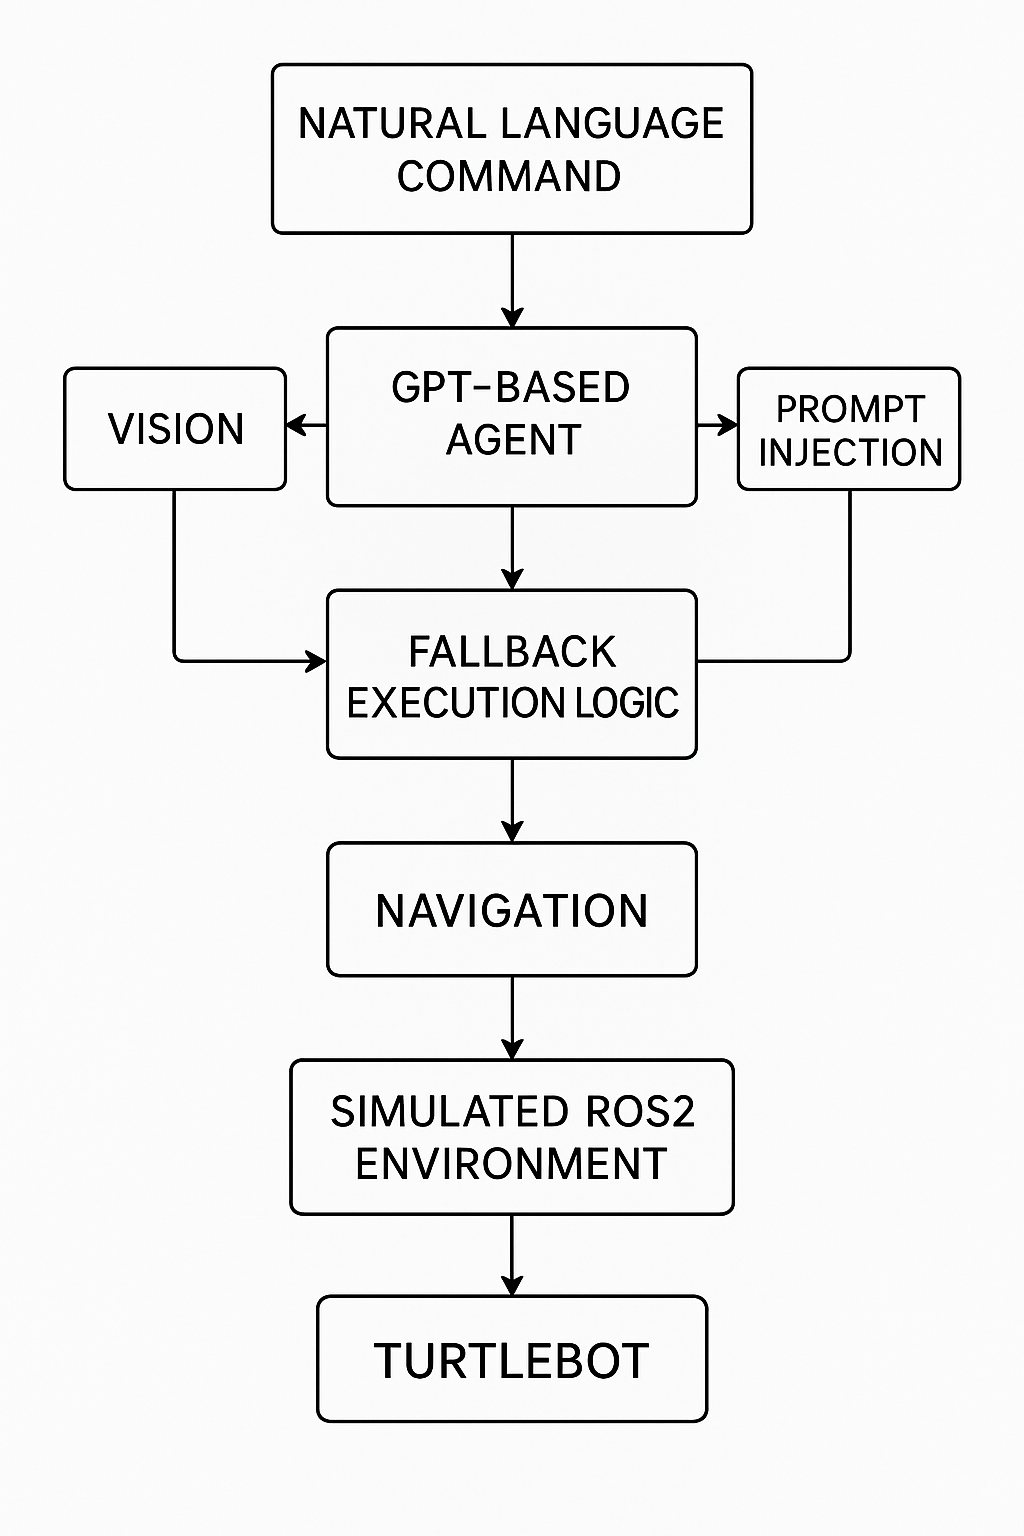 NATURAL LANGUAGE
COMMAND
GPT-BASED
AGENT
VISION
PROMPT
INJECTION
FALLBACK
EXECUTION LOGIC
NAVIGATION
SIMULATED ROS2
ENVIRONMENT
TURTLEBOT